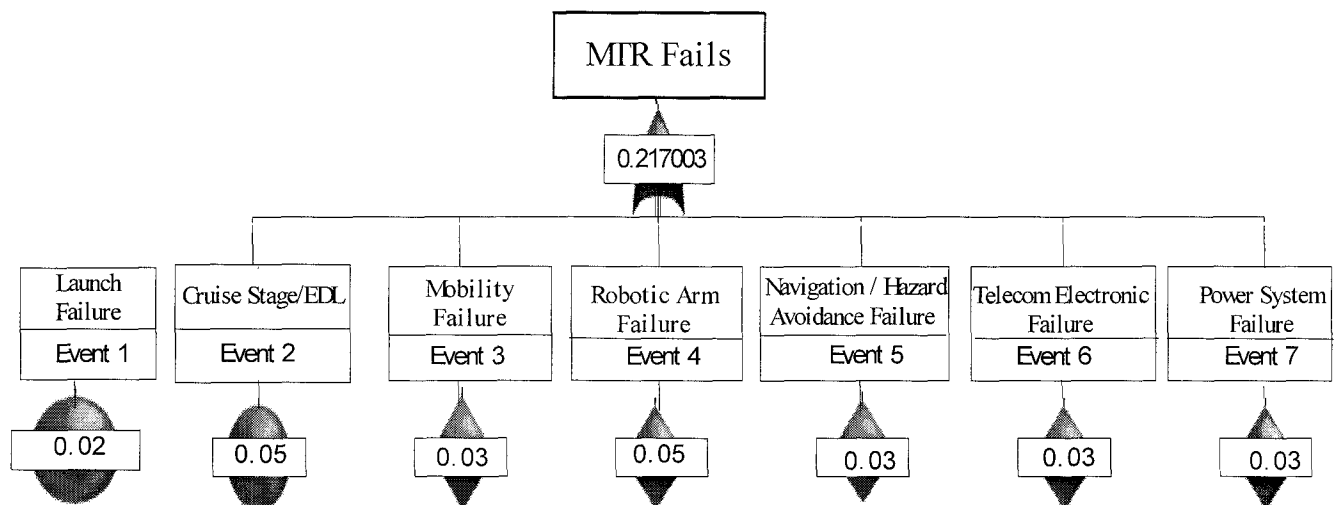 MTR Fails
0.217003
Launch
Failure
Event 1
0.02
Cruise Stage/EDL
Event 2
0.05
Mobility
Failure
Event 3
0.03
Robotic Arm
Failure
Event 4
0.05
Navigation / Hazard
Avoidance Failure
Event 5
0.03
Telecom Electronic
Failure
Event 6
0.03
Power System
Failure
Event 7
0.03